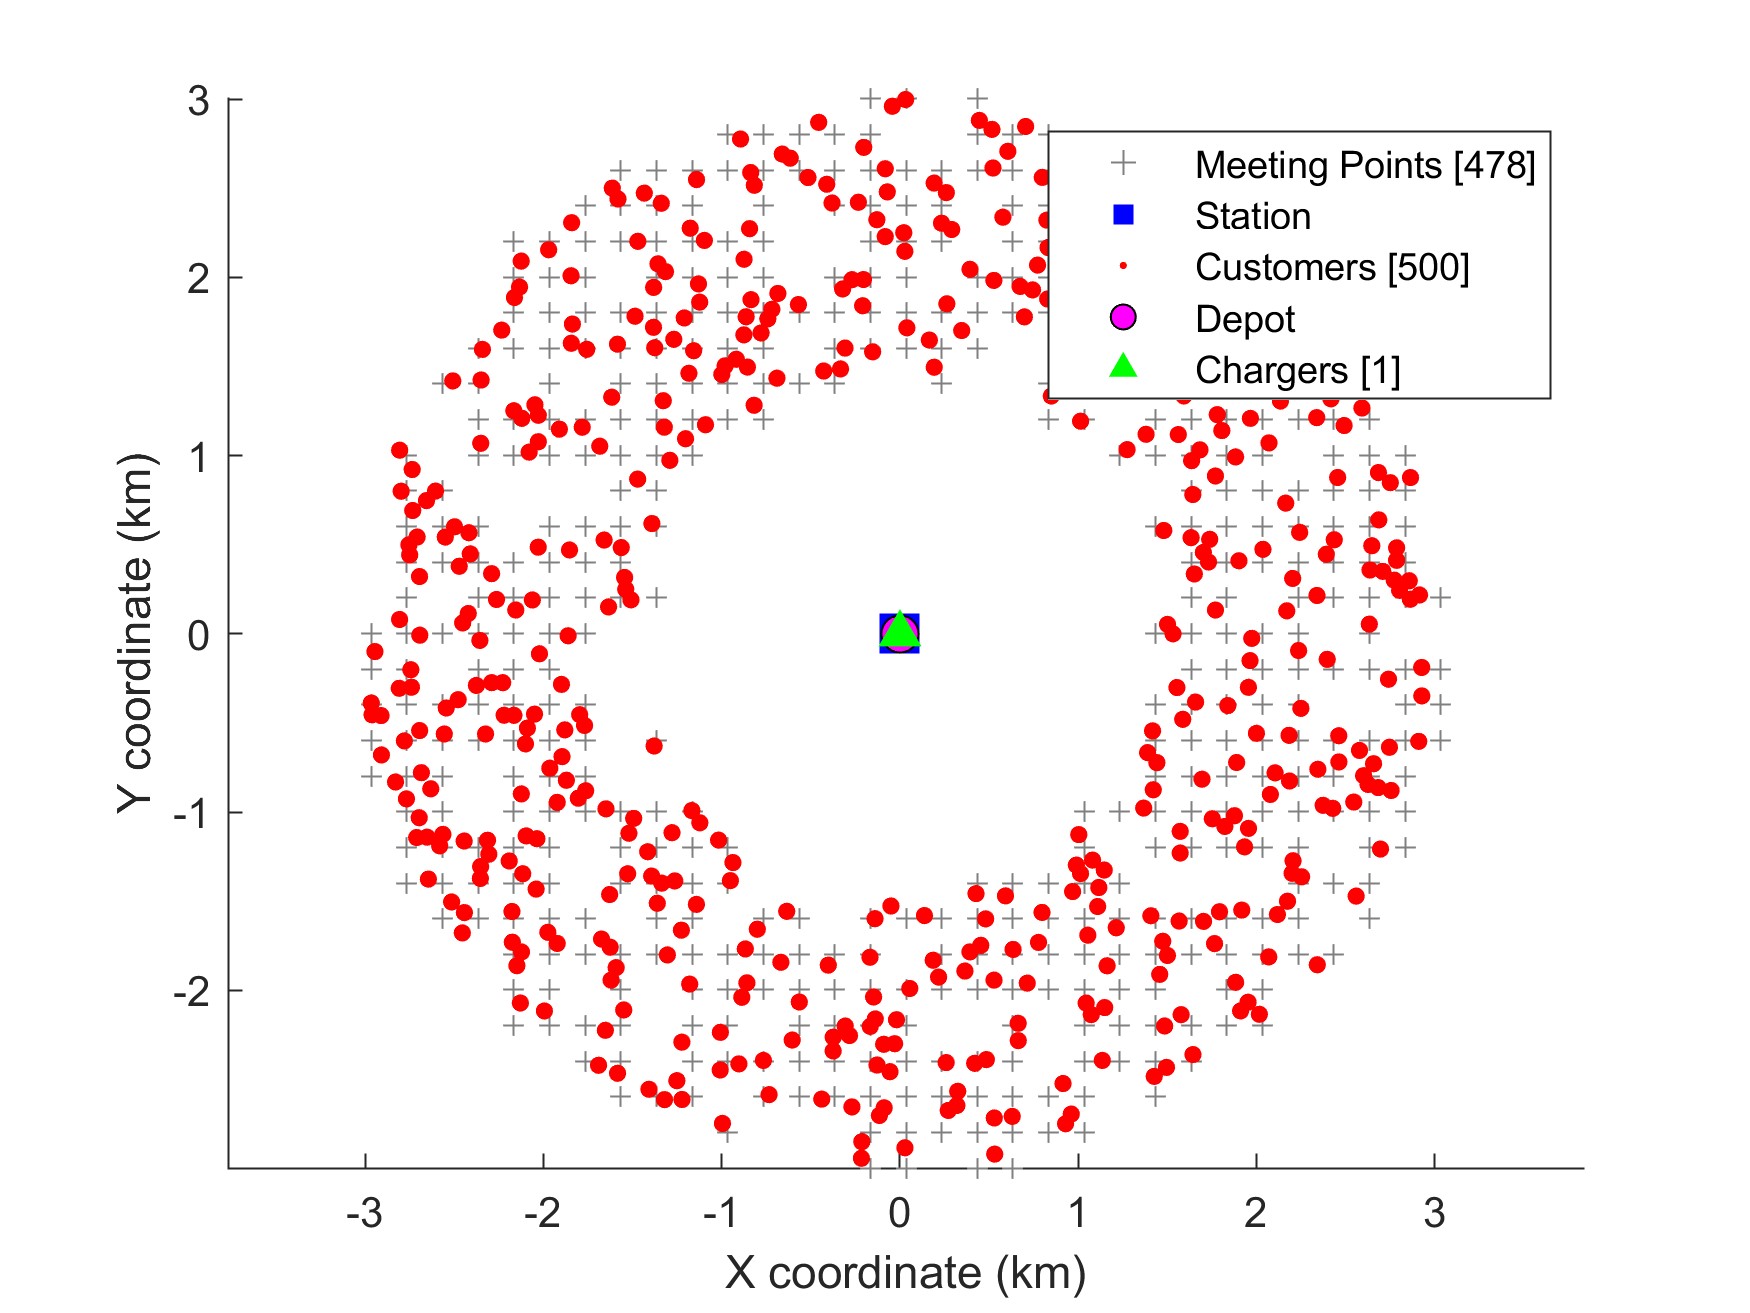 3
2
1
0
-1
-2
Y coordinate (km)
Meeting Points [478]
Station
Customers [500]
Depot
Chargers [1]
-3
-2
-1
0
1
2
3
X coordinate (km)